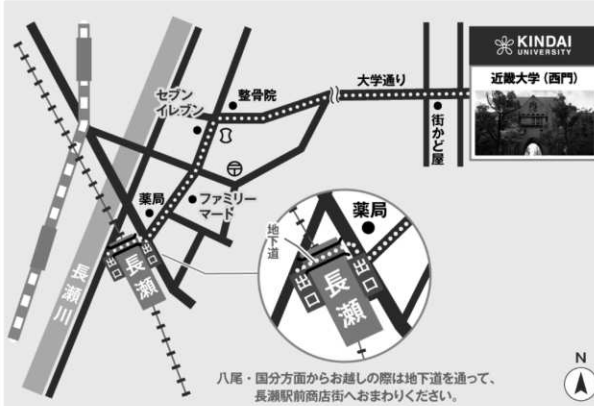 KINDAI
UNIVERSITY
近畿大学(西門)
大学通り
整骨院
セブン
イレブン
街かど屋
薬局
ファミリー
マード
長瀬川
出口
長瀬
出口
地下道
薬局
出口
長瀬
出口
八尾・国分方面からお越しの際は地下道を通って、
長瀬駅前商店街へおまわりください。
N